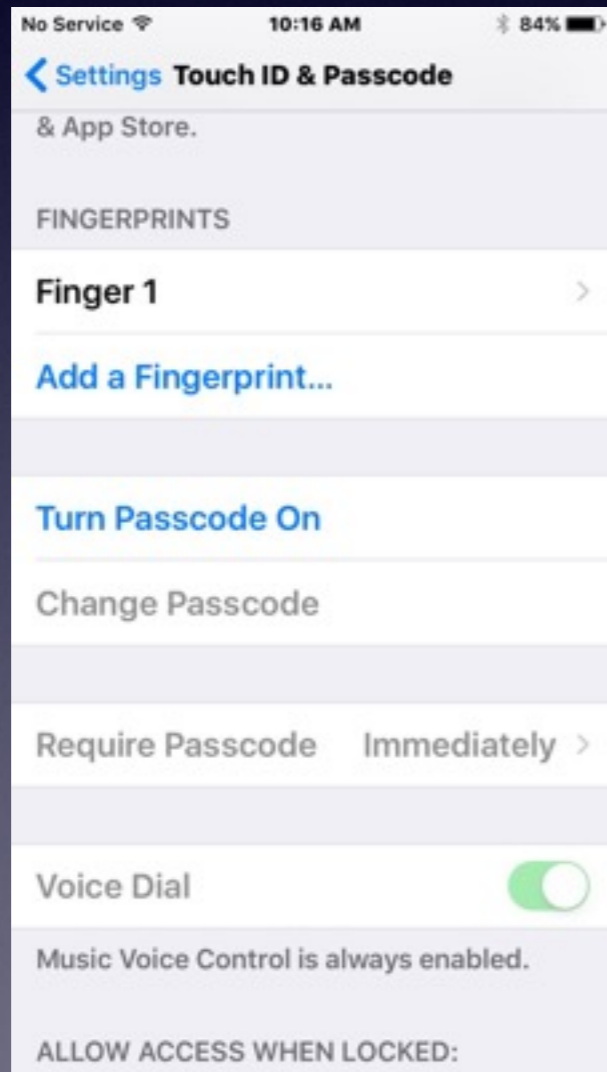 No Service 10:16 AM 84%
Settings Touch ID & Passcode
& App Store.
FINGERPRINTS
Finger 1
Add a Fingerprint...
Turn Passcode On
Change Passcode
Require Passcode Immediately
Voice Dial
Music Voice Control is always enabled.
ALLOW ACCESS WHEN LOCKED: